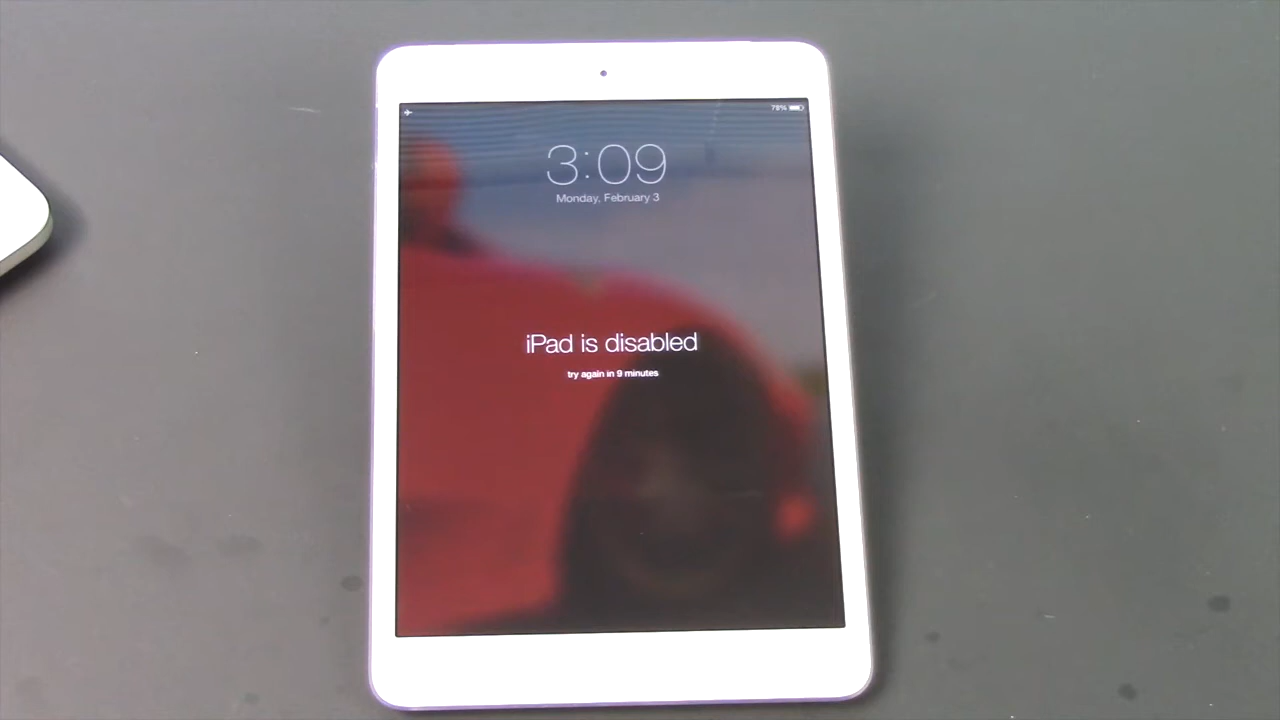 78%
3:09
Monday, February 3
iPad is disabled
try again in 9 minutes